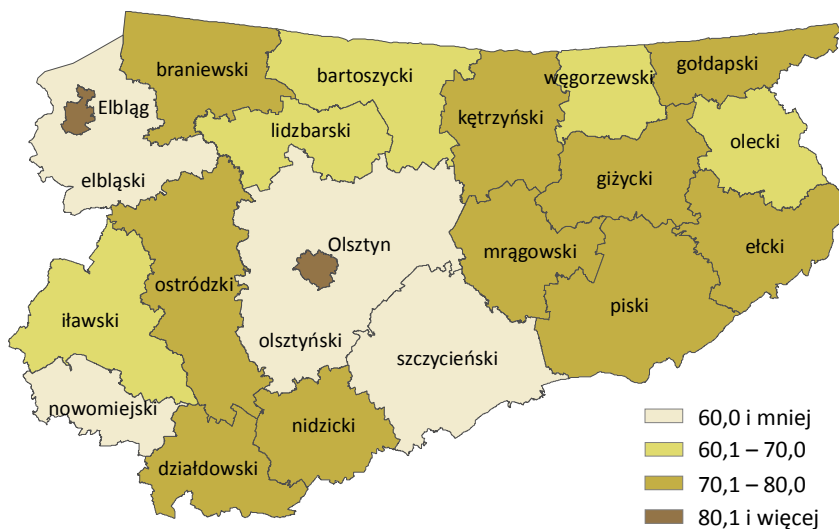 braniewski
bartoszycki
węgorzewski
gołdapski
Elbląg
lidzbarski
kętrzyński
olecki
elbląski
giżycki
Olsztyn
mrągowski
ełcki
ostródzki
piski
iławski
olsztyński
szczycieński
nowomiejski
nidzicki
działdowski
60,0 i mniej
60,1 – 70,0
70,1 – 80,0
80,1 i więcej